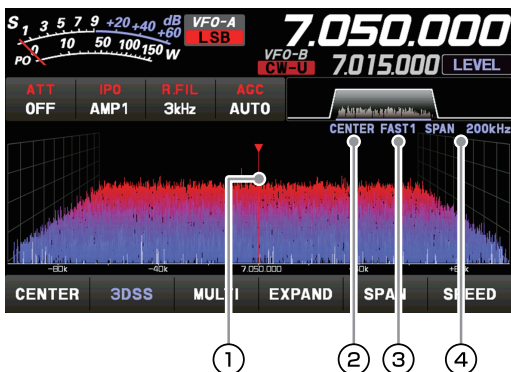 S 1 3 5 7 9 +20 +40 +60 dB
PO 0 10 50 100 150 W
VFO-A
LSB
7.050.000
VFO-B
CW-U
7.015.000
LEVEL
ATT IPO R.FIL AGC
OFF AMP1 3kHz AUTO
CENTER FAST1 SPAN 200kHz
-80k -40k 7.050.000
CENTER 3DSS MULTI EXPAND SPAN SPEED
1 2 3 4